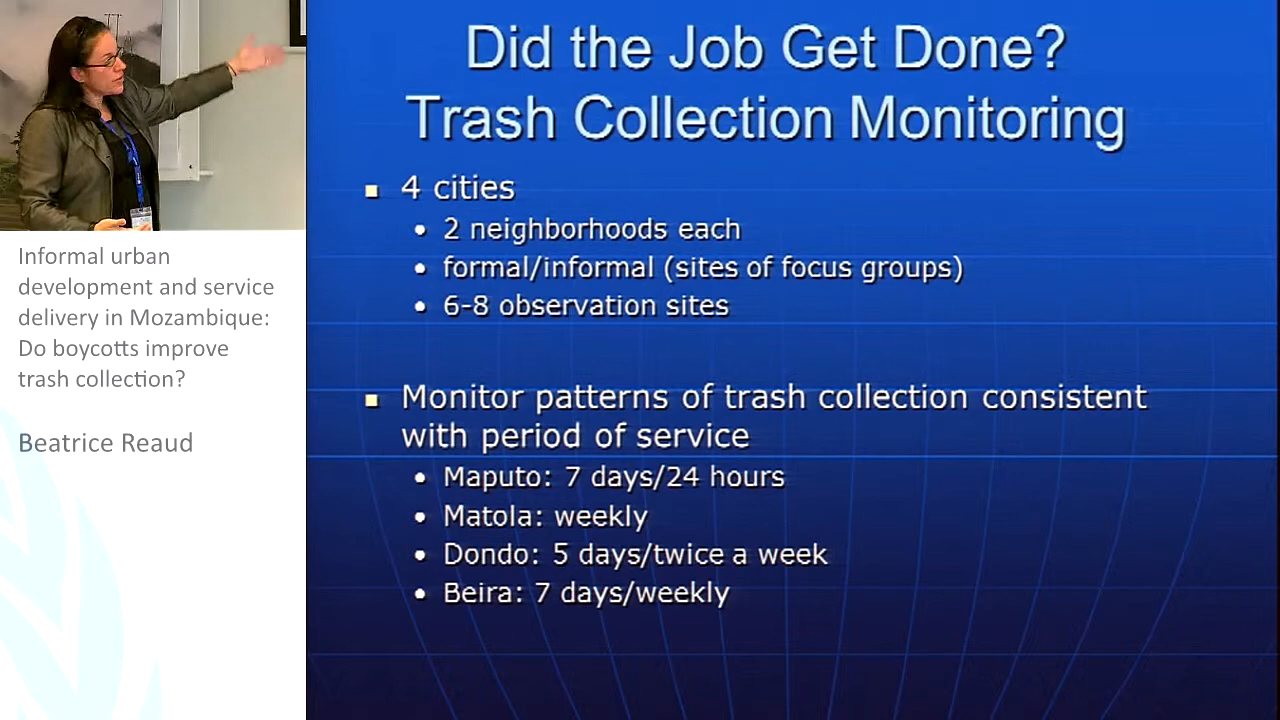 Did the Job Get Done?
Trash Collection Monitoring
4 cities
2 neighborhoods each
formal/informal (sites of focus groups)
6-8 observation sites
Monitor patterns of trash collection consistent
with period of service
Maputo: 7 days/24 hours
Matola: weekly
Dondo: 5 days/twice a week
Beira: 7 days/weekly
Informal urban
development and service
delivery in Mozambique:
Do boycotts improve
trash collection?
Beatrice Reaud